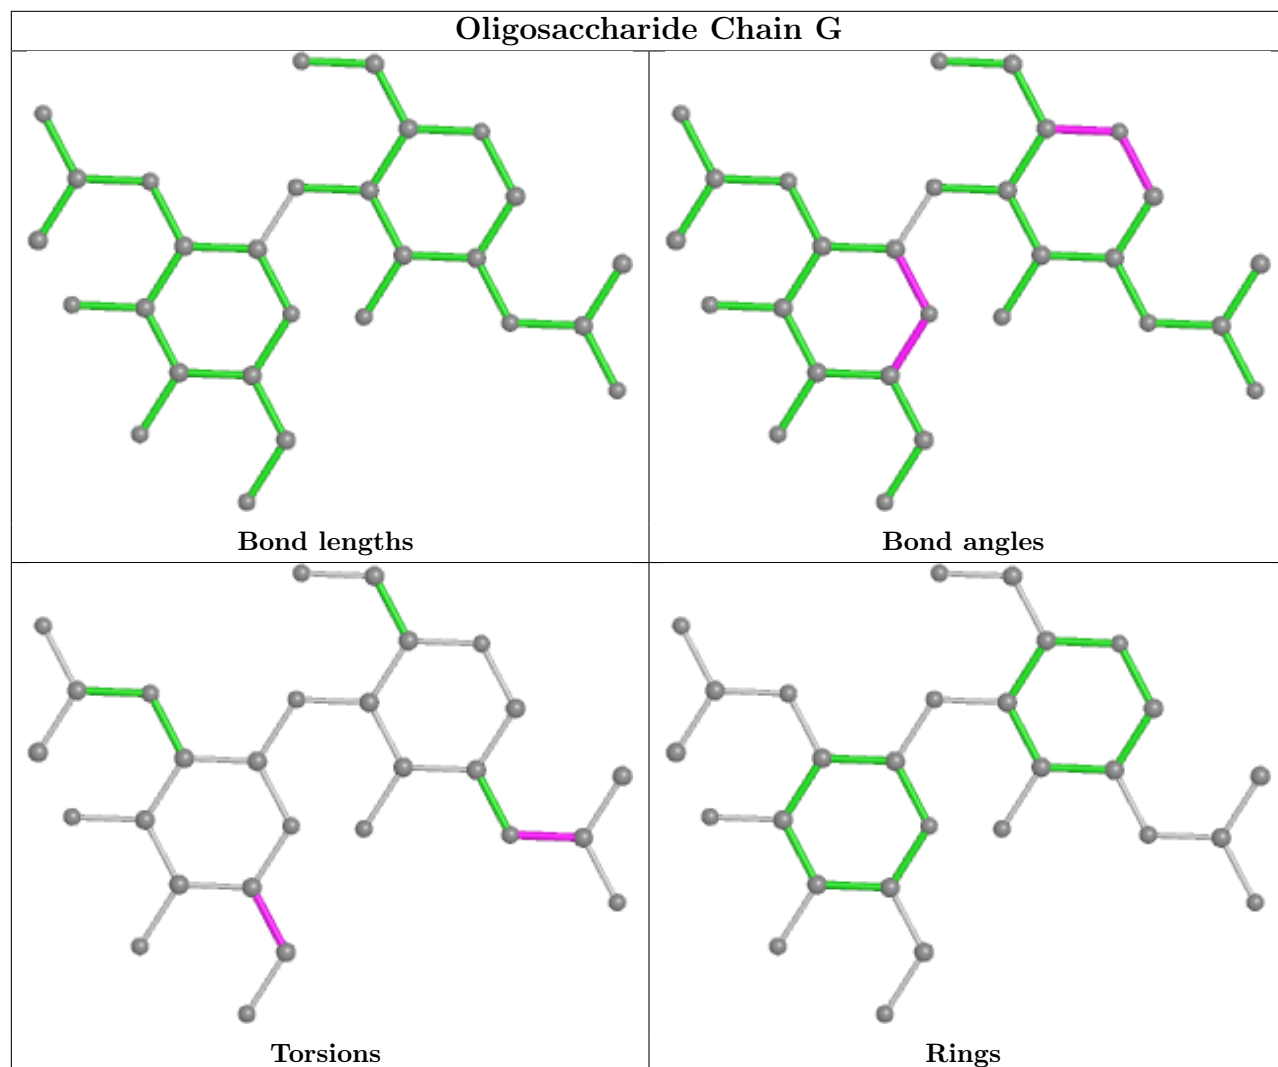 Oligosaccharide Chain G
Bond lengths
Bond angles
Torsions
Rings